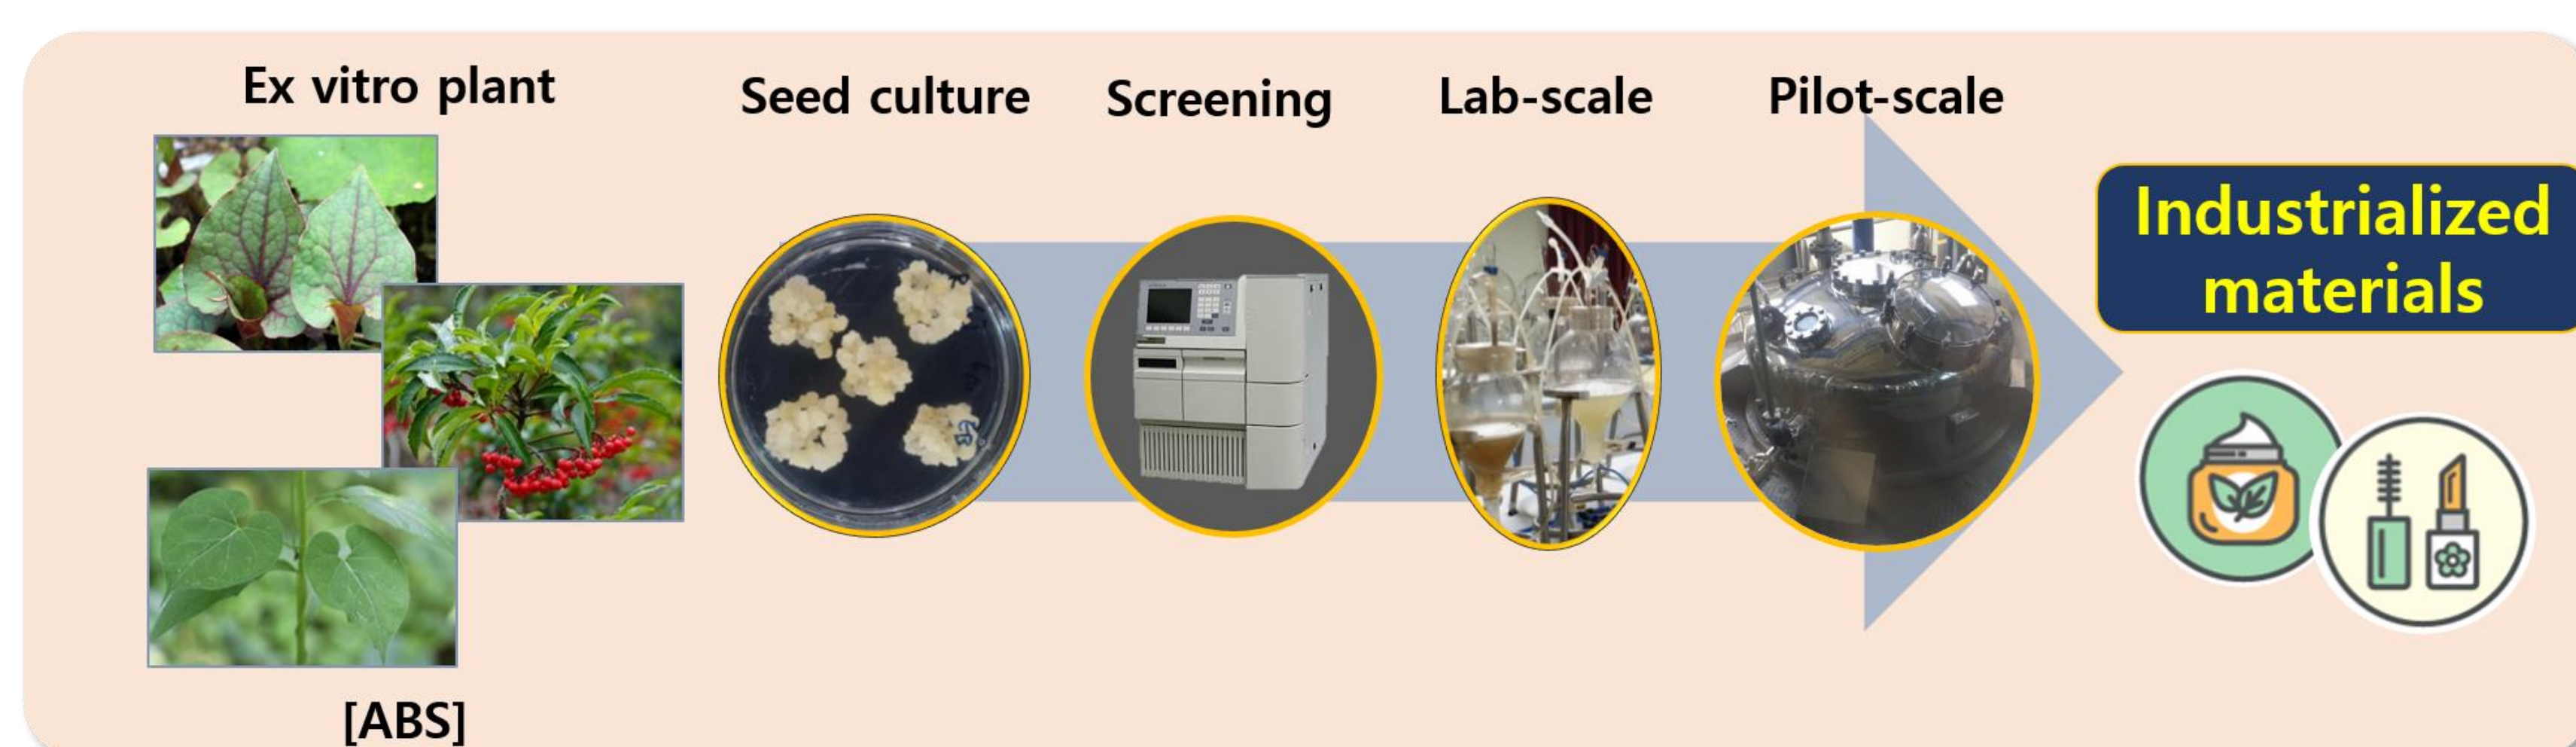 Ex vitro plant
Seed culture
Screening
Lab-scale
Pilot-scale
Industrialized
materials
[ABS]